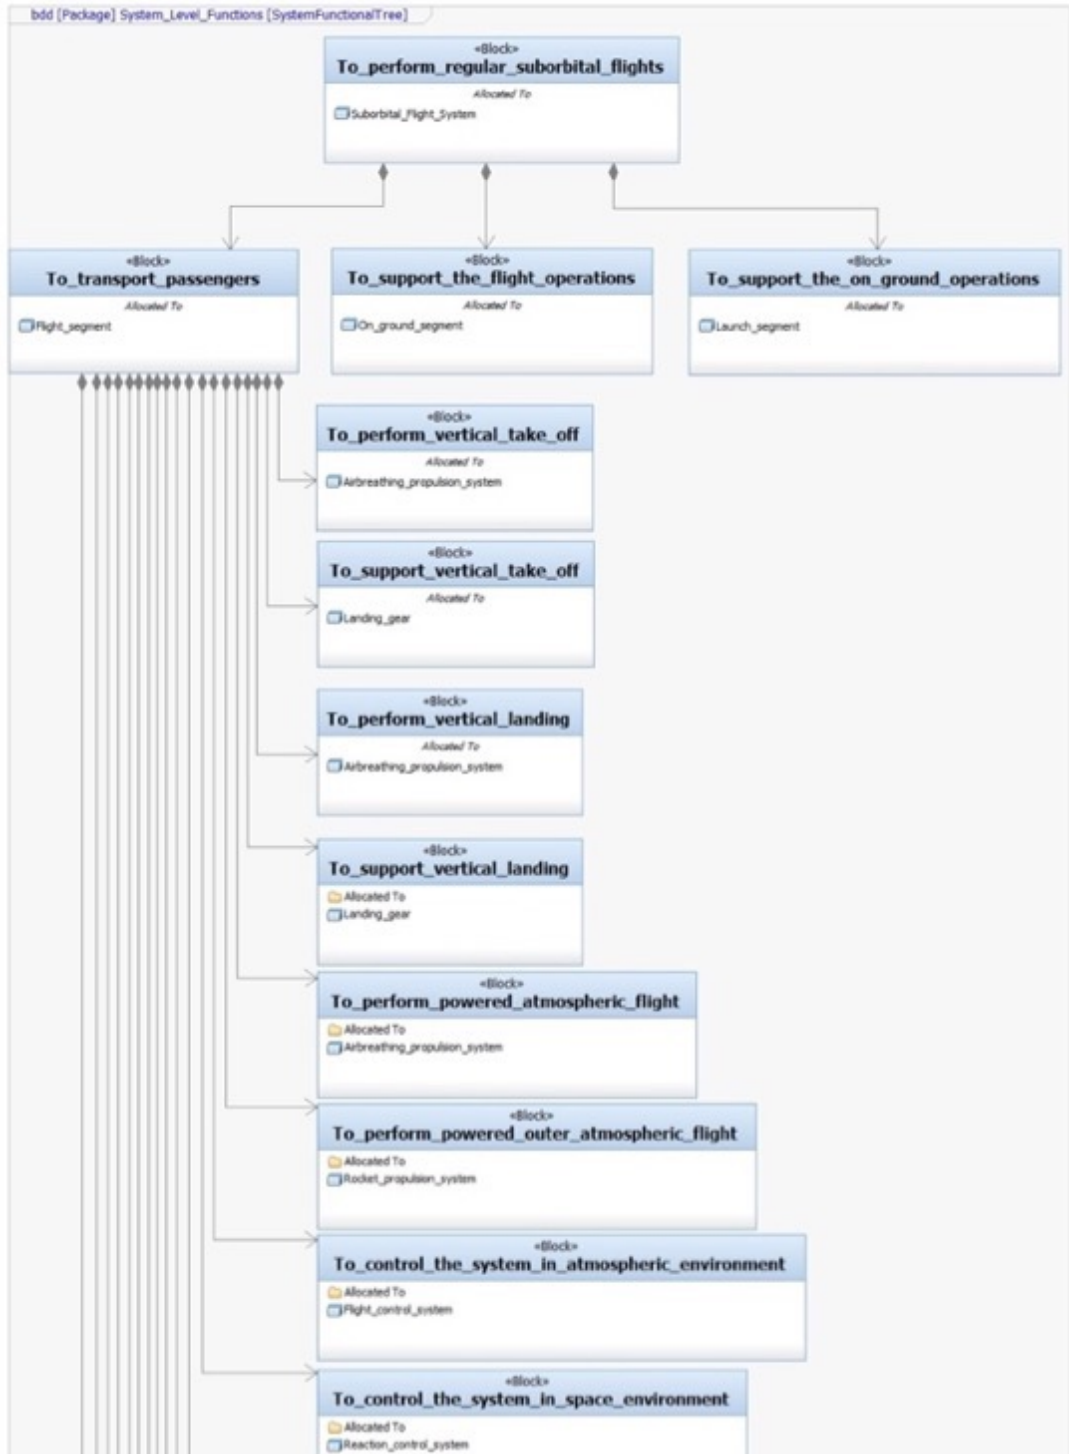 bdd [Package] System_Level_Functions [SystemFunctionalTree]
«Block»
To_perform_regular_suborbital_flights
Allocated To
Suborbital_Flight_System
«Block»
To_transport_passengers
Allocated To
Flight_segment
«Block»
To_support_the_flight_operations
Allocated To
On_ground_segment
«Block»
To_support_the_on_ground_operations
Allocated To
Launch_segment
«Block»
To_perform_vertical_take_off
Allocated To
Airbreathing_propulsion_system
«Block»
To_support_vertical_take_off
Allocated To
Landing_gear
«Block»
To_perform_vertical_landing
Allocated To
Airbreathing_propulsion_system
«Block»
To_support_vertical_landing
Allocated To
Landing_gear
«Block»
To_perform_powered_atmospheric_flight
Allocated To
Airbreathing_propulsion_system
«Block»
To_perform_powered_outer_atmospheric_flight
Allocated To
Rocket_propulsion_system
«Block»
To_control_the_system_in_atmospheric_environment
Allocated To
Flight_control_system
«Block»
To_control_the_system_in_space_environment
Allocated To
Reaction_control_system